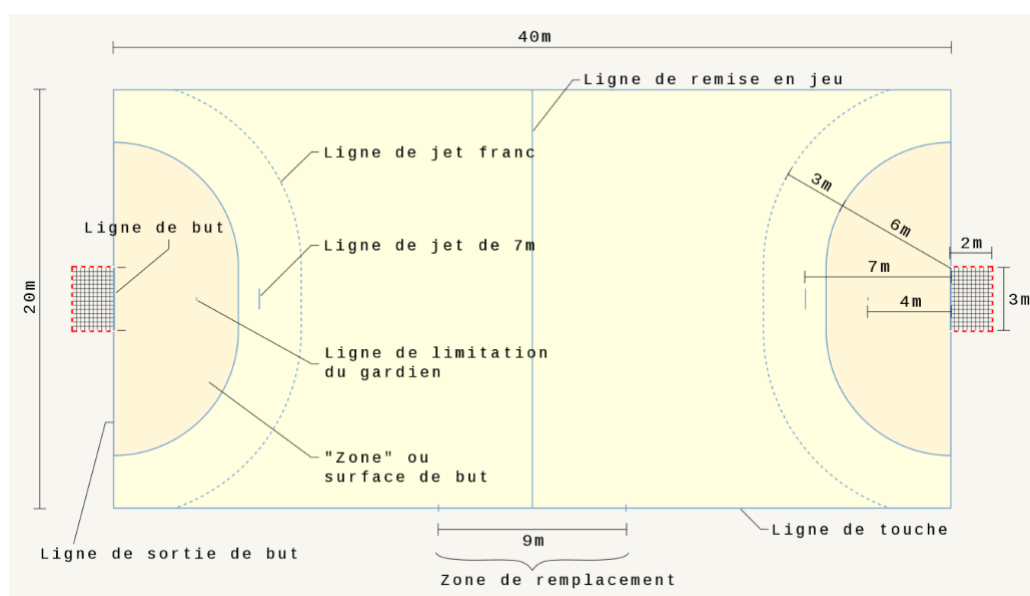 40m
Ligne de remise en jeu
Ligne de jet franc
3m
Ligne de but
6m
Ligne de jet de 7m
2m
7m
20m
4m
3m
Ligne de limitation
du gardien
"Zone" ou
surface de but
Ligne de touche
9m
Ligne de sortie de but
Zone de remplacement